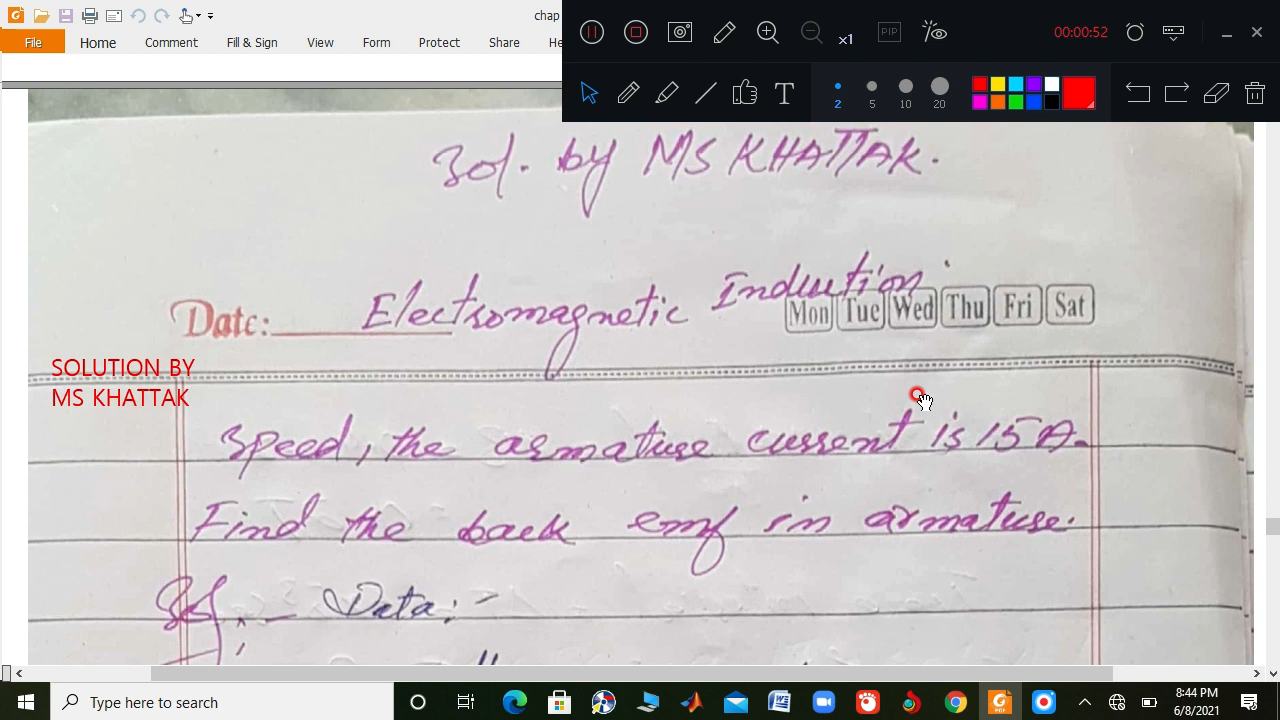 chap
File Home Comment Fill & Sign View Form Protect Share He
x1 PIP 00:00:52
T 2 5 10 20
Sol. by MS KHATTAK.
Electromagnetic Induction
Date: Mon Tue Wed Thu Fri Sat
SOLUTION BY
MS KHATTAK
Speed, the armature current is 15A.
Find the back emf in armature.
Sol:- Data:-
Type here to search
8:44 PM
6/8/2021